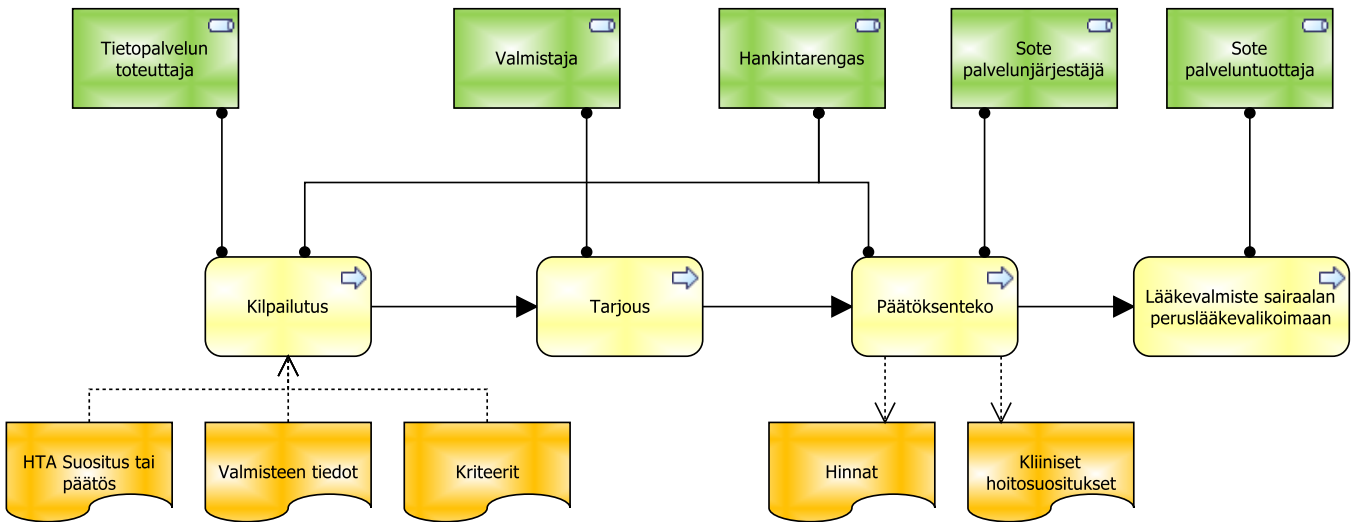 Tietopalvelun
toteuttaja
Valmistaja
Hankintarengas
Sote
palvelunjärjestäjä
Sote
palveluntuottaja
Kilpailutus
Tarjous
Päätöksenteko
Lääkevalmiste sairaalan
peruslääkevalikoimaan
HTA Suositus tai
päätös
Valmisteen tiedot
Kriteerit
Hinnat
Kliiniset
hoitosuositukset